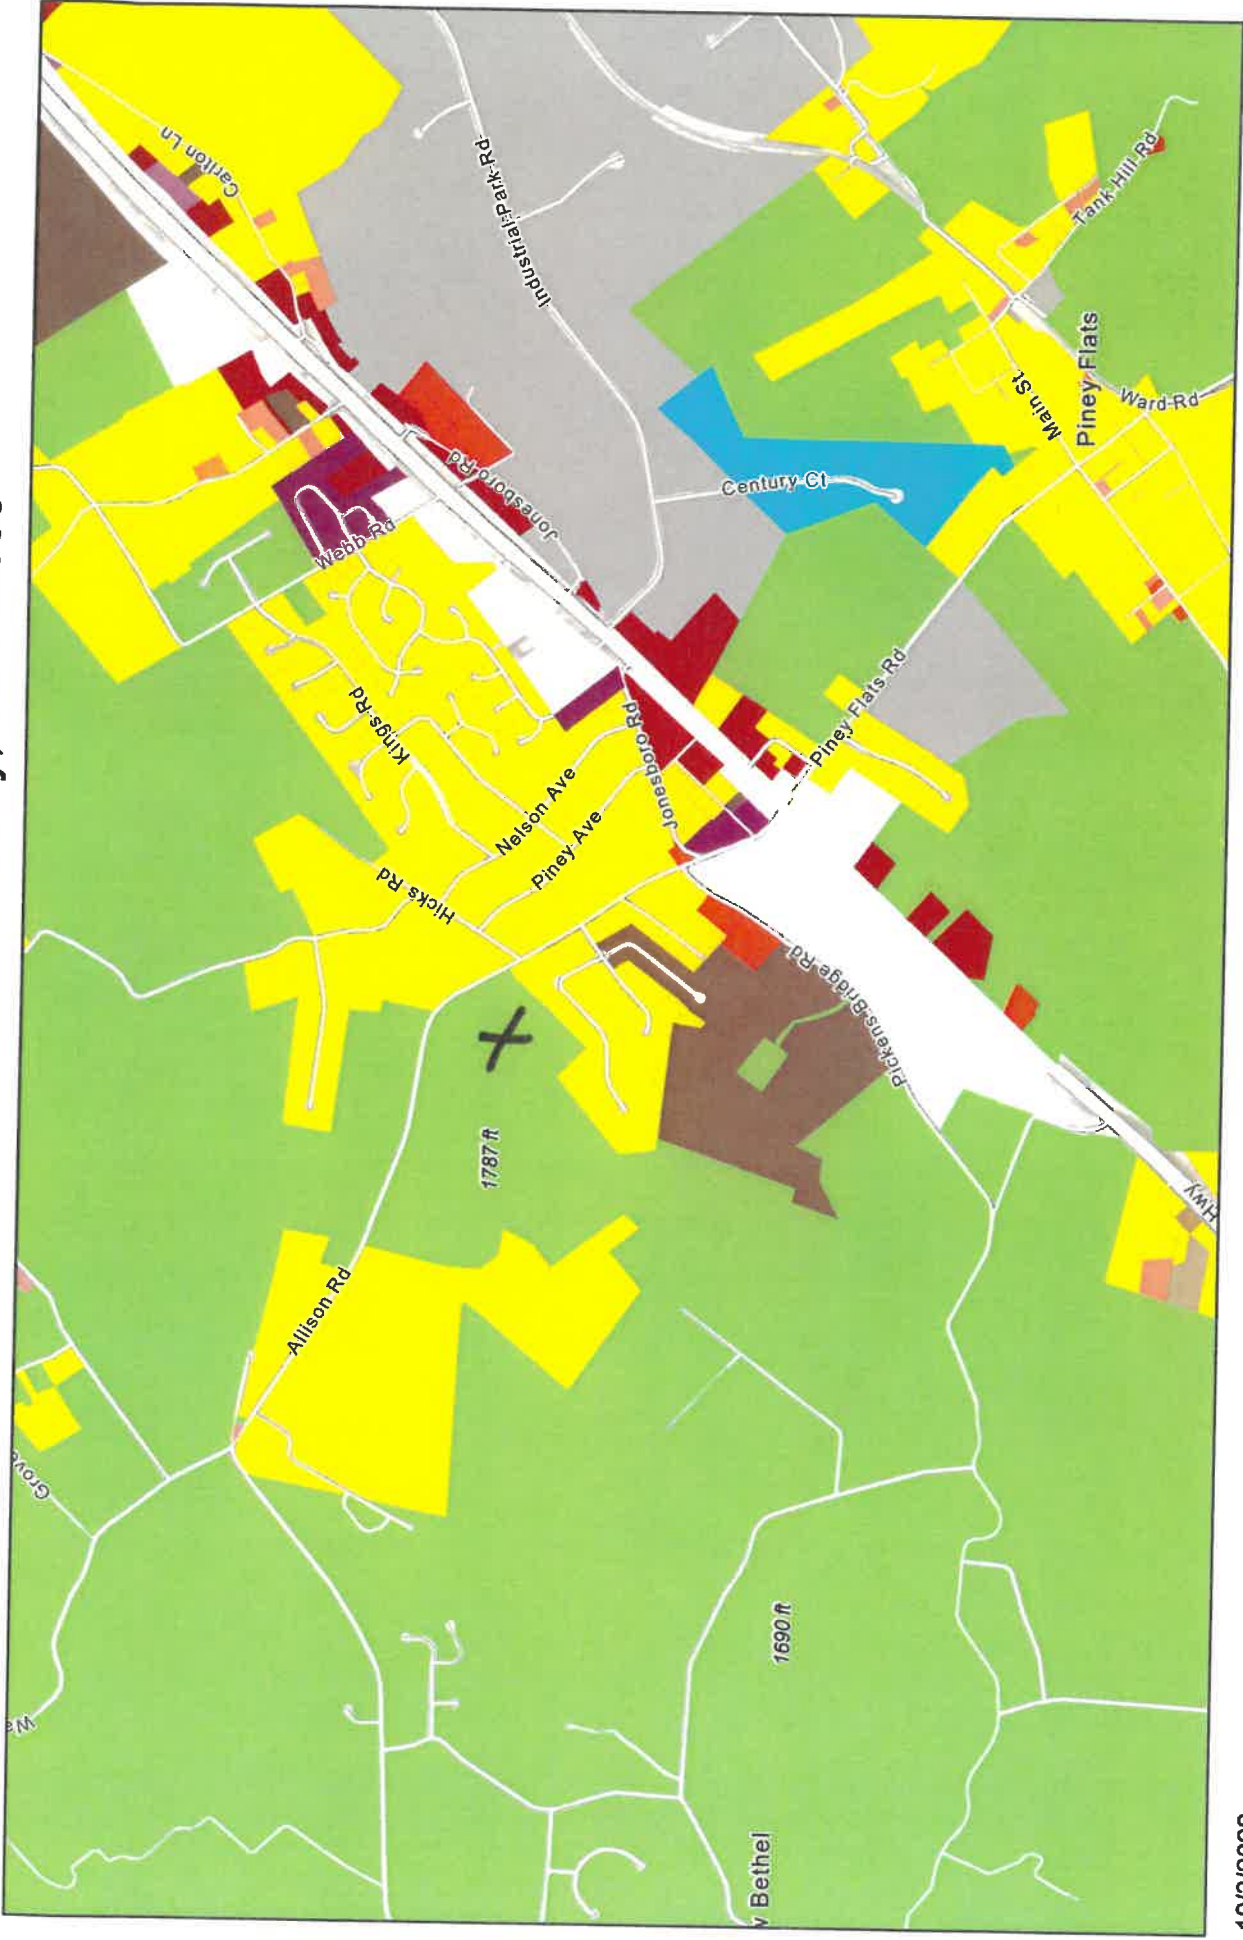 Carlton Ln
Industrial-Park-Rd
Tank Hill Rd
Jonesboro Rd
Main St
Piney Flats
Ward-Rd
Century-Ct
Webb Rd
Kings-Rd
Piney Flats Rd
Jonesboro Rd
Nelson Ave
Piney-Ave
Hicks Rd
Pickens-Bridge Rd
X
1787 ft
Hwy
Allison Rd
1690 ft
Bethel